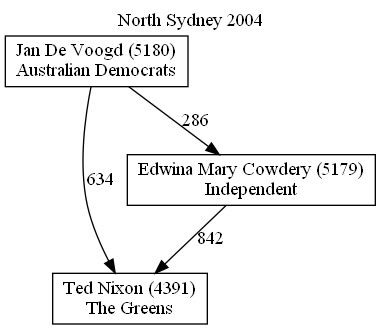 North Sydney 2004
Jan De Voogd (5180)
Australian Democrats
286
Edwina Mary Cowdery (5179)
Independent
634
842
Ted Nixon (4391)
The Greens